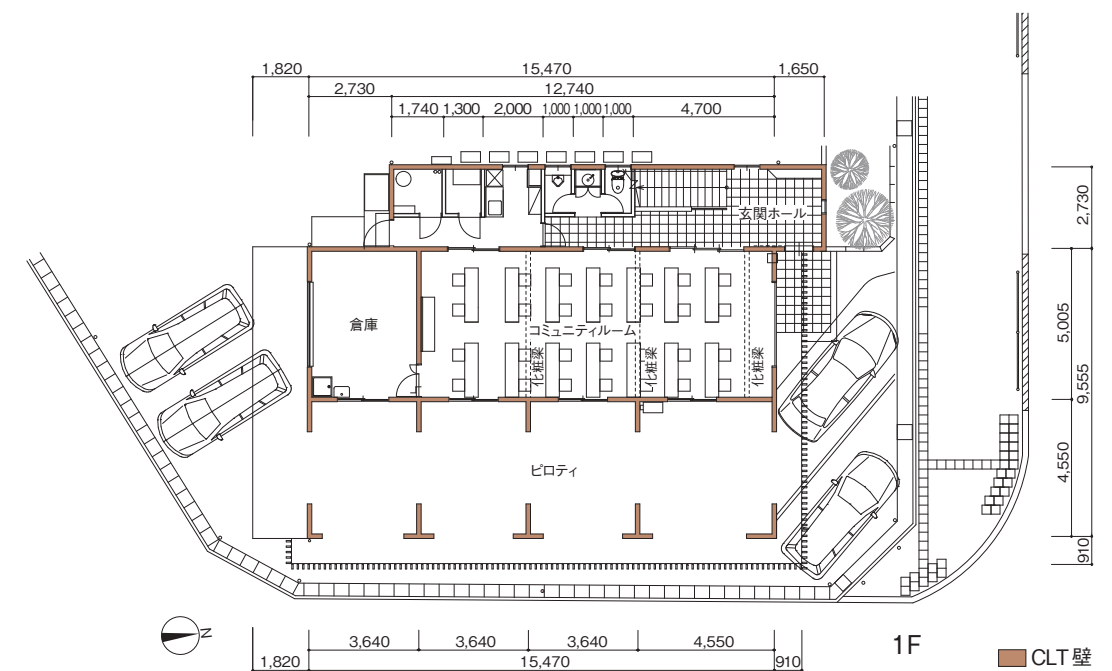 1,820 15,470 1,650
2,730 12,740
1,740 1,300 2,000 1,000 1,000 1,000 4,700
玄関ホール
2,730
倉庫
コミュニティルーム
化粧梁
化粧梁
化粧梁
5,005
9,555
ピロティ
4,550
910
N
3,640 3,640 3,640 4,550
1,820 15,470 910
1F
CLT壁